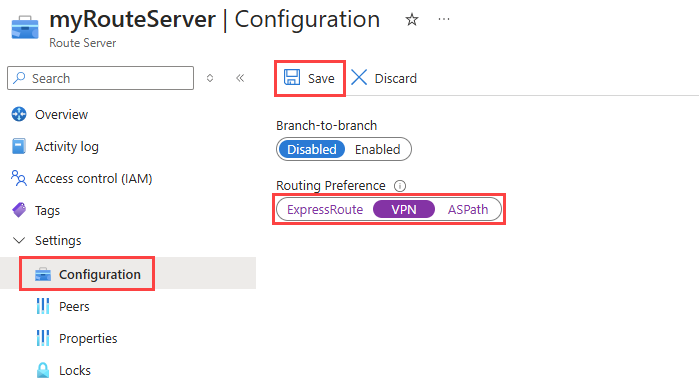 myRouteServer | Configuration
Route Server
Search
Save
Discard
Overview
Activity log
Access control (IAM)
Tags
Settings
Configuration
Peers
Properties
Locks
Branch-to-branch
Disabled Enabled
Routing Preference
ExpressRoute VPN ASPath